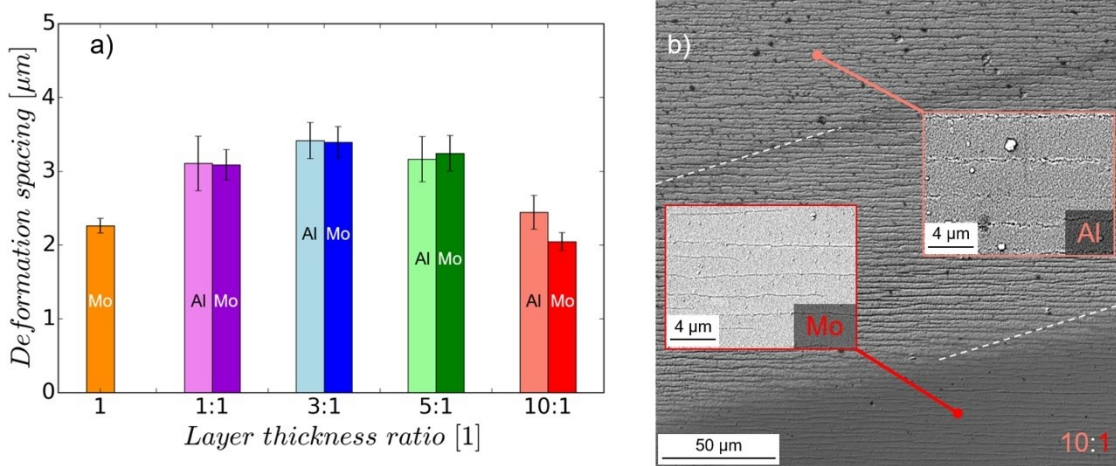 a)
Deformation spacing [μm]
5
4
3
2
1
0
Mo
Al Mo
Al Mo
Al Mo
Al Mo
1 1:1 3:1 5:1 10:1
Layer thickness ratio [1]
b)
4 μm
Al
4 μm
Mo
50 μm
10:1